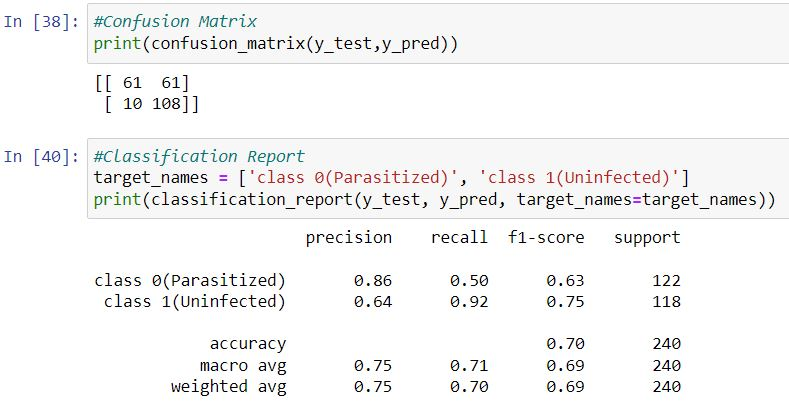 In [38]: #Confusion Matrix
print(confusion_matrix(y_test,y_pred))
[[ 61  61]
 [ 10 108]]
In [40]: #Classification Report
target_names = ['class 0(Parasitized)', 'class 1(Uninfected)']
print(classification_report(y_test, y_pred, target_names=target_names))
precision recall f1-score support
class 0(Parasitized) 0.86 0.50 0.63 122
class 1(Uninfected) 0.64 0.92 0.75 118
accuracy 0.70 240
macro avg 0.75 0.71 0.69 240
weighted avg 0.75 0.70 0.69 240